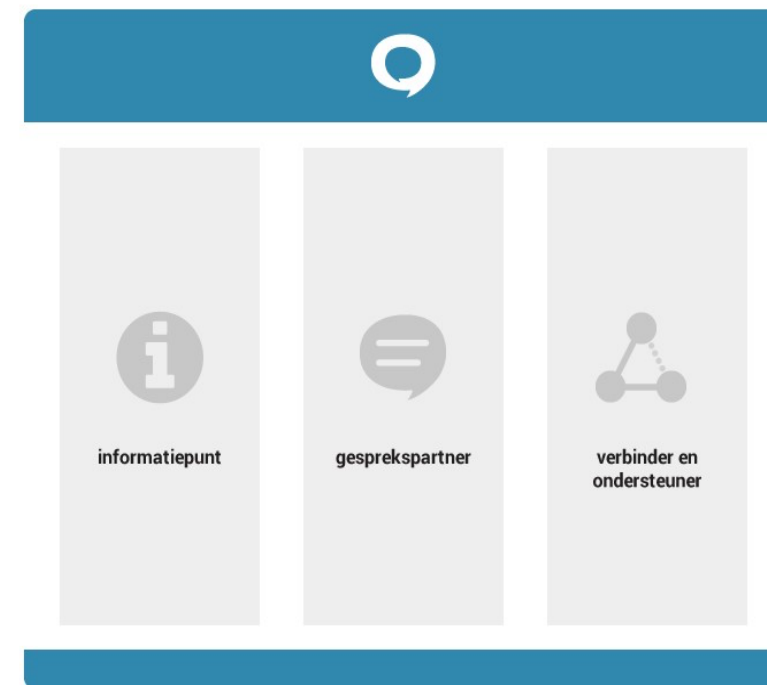 informatiepunt
gesprekspartner
verbinder en
ondersteuner